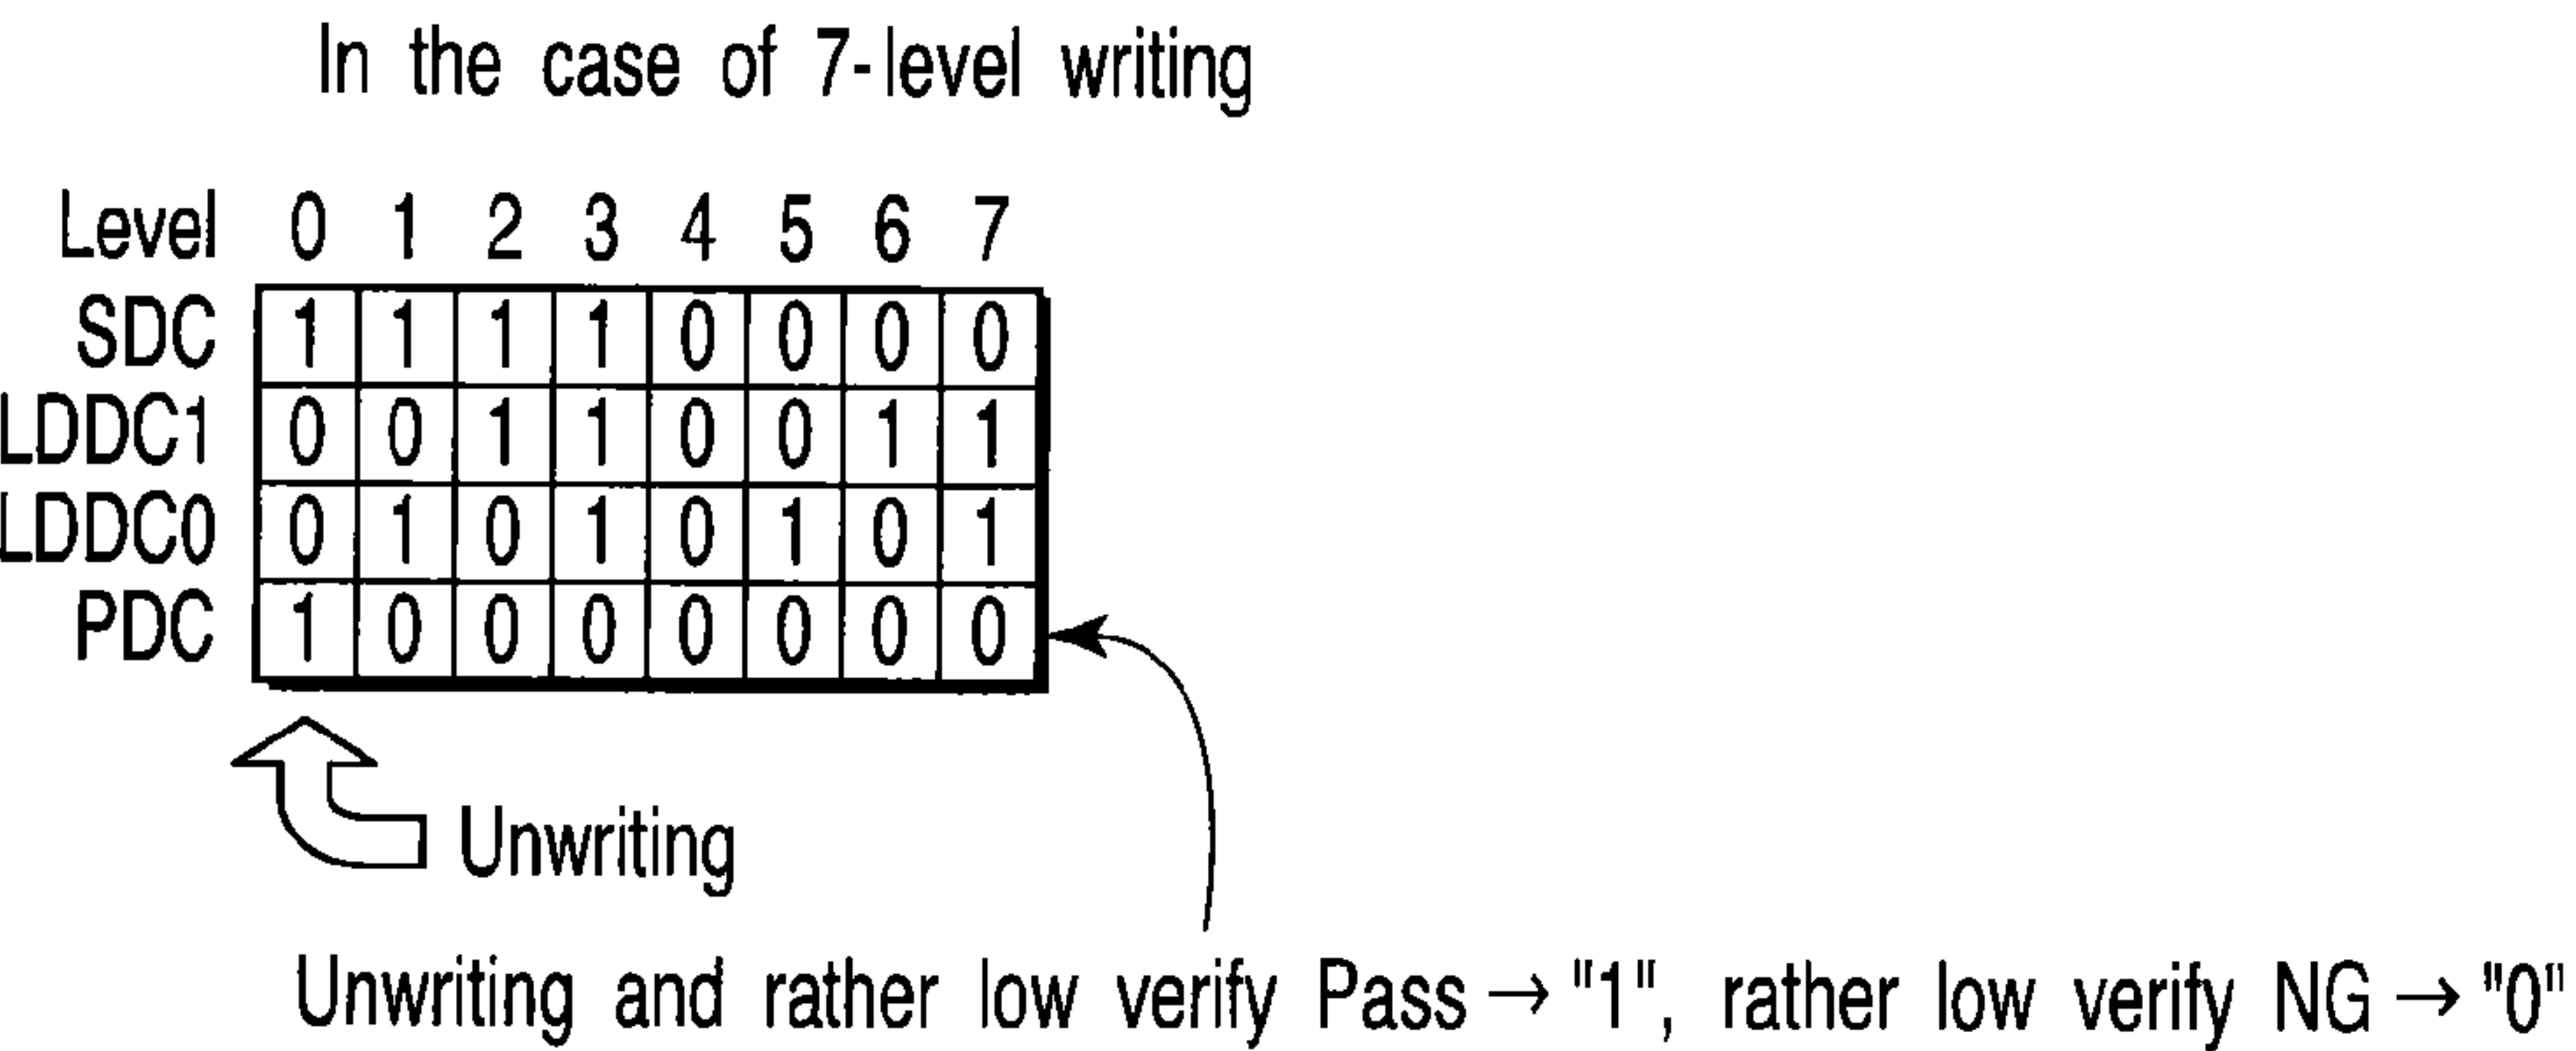 In the case of 7-level writing
Level 0 1 2 3 4 5 6 7
SDC 1 1 1 1 0 0 0 0
LDDC1 0 0 1 1 0 0 1 1
LDDC0 0 1 0 1 0 1 0 1
PDC 1 0 0 0 0 0 0 0
Unwriting
Unwriting and rather low verify Pass → "1", rather low verify NG → "0"